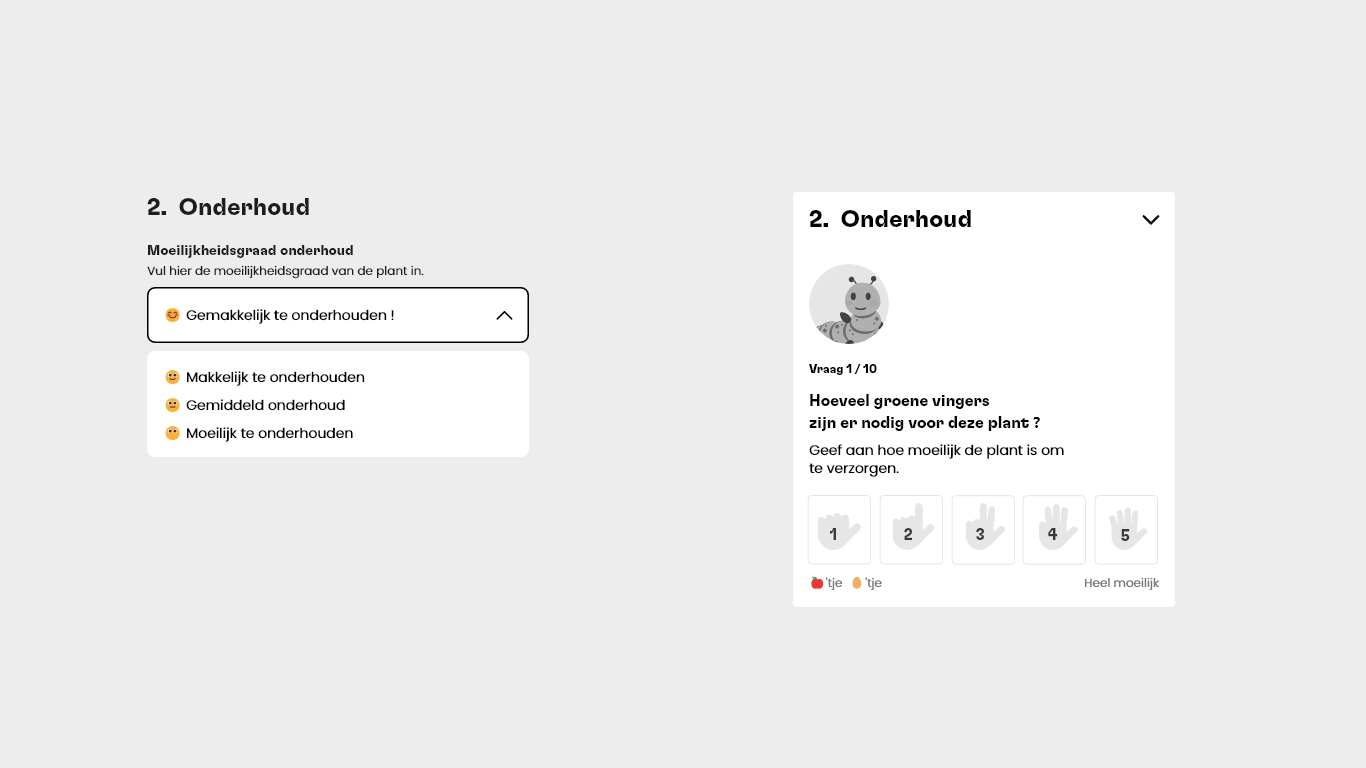 2. Onderhoud
Moeilijkheidsgraad onderhoud
Vul hier de moeilijkheidsgraad van de plant in.
😊 Gemakkelijk te onderhouden !
Makkelijk te onderhouden
Gemiddeld onderhoud
Moeilijk te onderhouden
2. Onderhoud
Vraag 1 / 10
Hoeveel groene vingers
zijn er nodig voor deze plant ?
Geef aan hoe moeilijk de plant is om
te verzorgen.
1 2 3 4 5
🍎'tje 🥚'tje Heel moeilijk